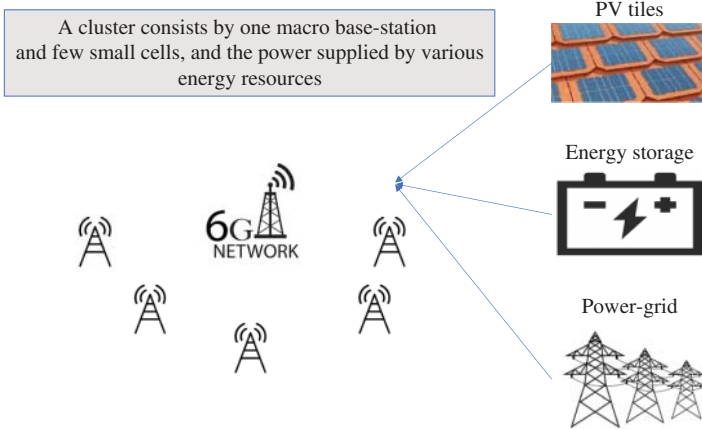 A cluster consists by one macro base-station
and few small cells, and the power supplied by various
energy resources
PV tiles
Energy storage
6G
NETWORK
Power-grid